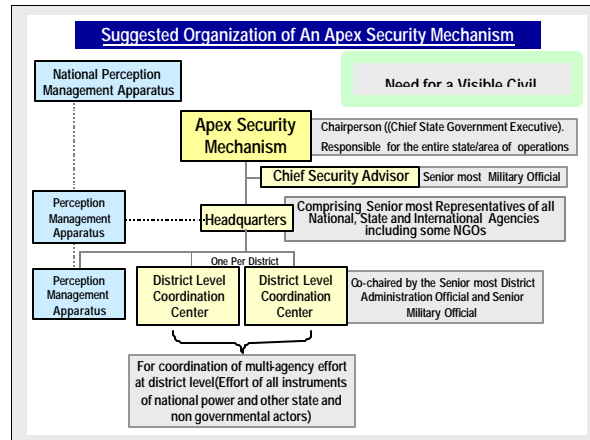 Suggested Organization of An Apex Security Mechanism
National Perception
Management Apparatus
Need for a Visible Civil
Apex Security
Mechanism
Chairperson ((Chief State Government Executive).
Responsible for the entire state/area of operations
Chief Security Advisor
Senior most Military Official
Perception
Management
Apparatus
Headquarters
Comprising Senior most Representatives of all
National, State and International Agencies
including some NGOs
One Per District
Perception
Management
Apparatus
District Level
Coordination
Center
District Level
Coordination
Center
Co-chaired by the Senior most District
Administration Official and Senior
Military Official
For coordination of multi-agency effort
at district level(Effort of all instruments
of national power and other state and
non governmental actors)